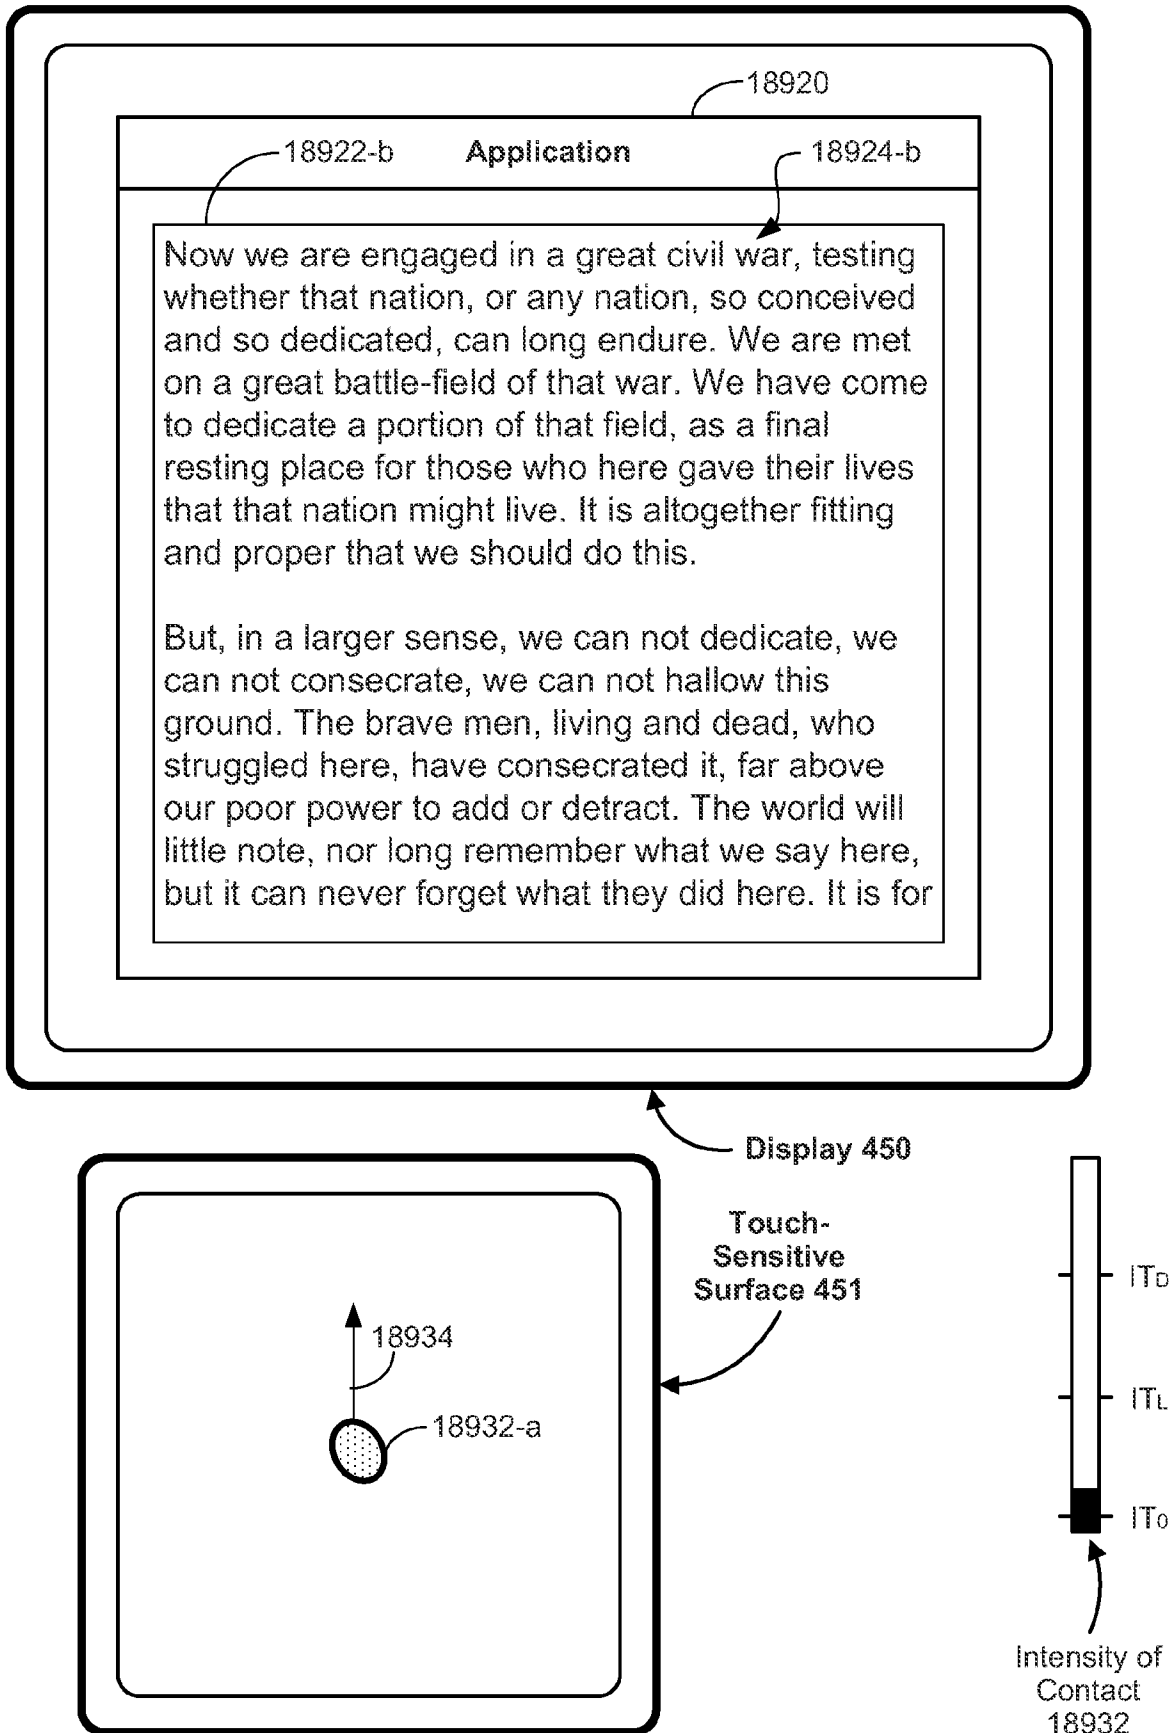 18920
18922-b
Application
18924-b
Now we are engaged in a great civil war, testing
whether that nation, or any nation, so conceived
and so dedicated, can long endure. We are met
on a great battle-field of that war. We have come
to dedicate a portion of that field, as a final
resting place for those who here gave their lives
that that nation might live. It is altogether fitting
and proper that we should do this.
But, in a larger sense, we can not dedicate, we
can not consecrate, we can not hallow this
ground. The brave men, living and dead, who
struggled here, have consecrated it, far above
our poor power to add or detract. The world will
little note, nor long remember what we say here,
but it can never forget what they did here. It is for
Display 450
Touch-
Sensitive
Surface 451
18934
18932-a
ITD
ITL
IT0
Intensity of
Contact
18932